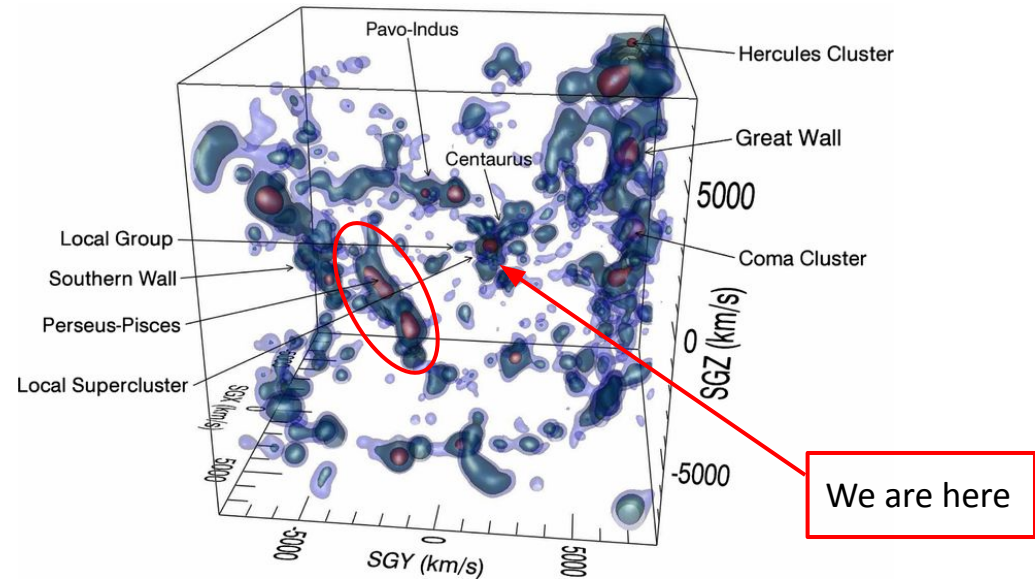 Pavo-Indus
Hercules Cluster
Great Wall
Centaurus
5000
Local Group
Coma Cluster
Southern Wall
Perseus-Pisces
0
SGZ (km/s)
Local Supercluster
SGX (km/s)
0
5000
-5000
We are here
-5000
0
5000
SGY (km/s)